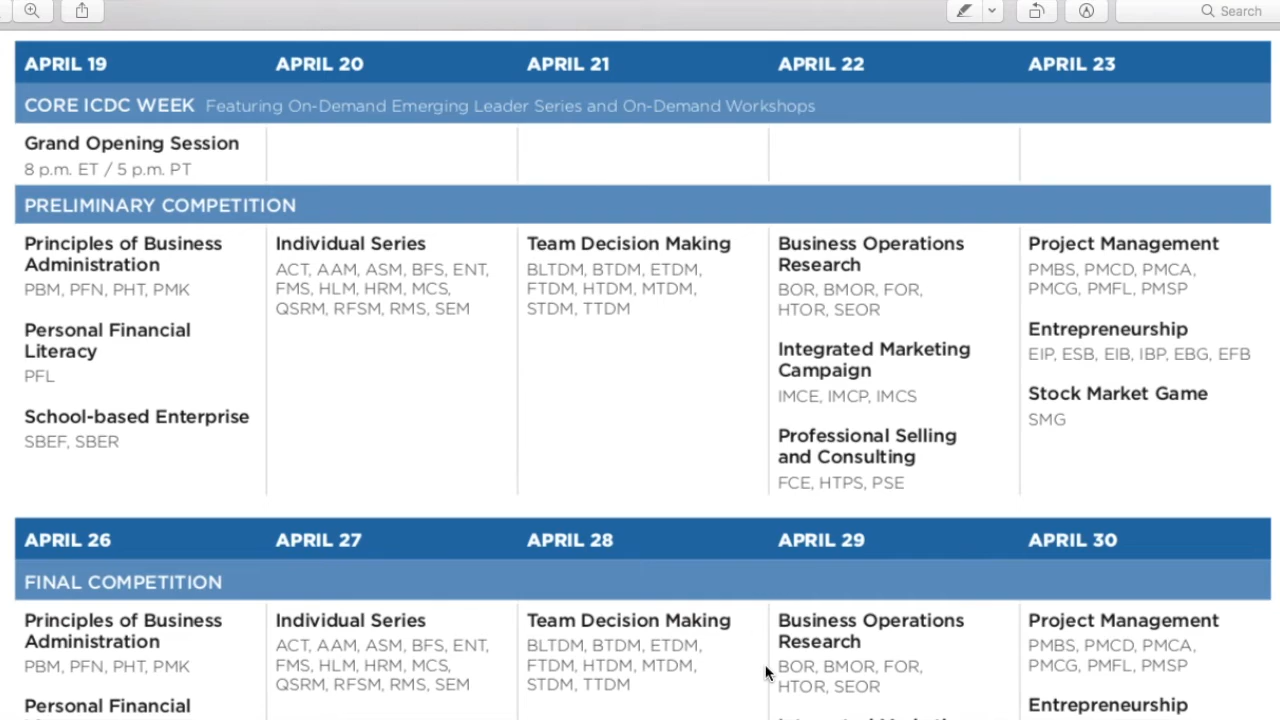 Search
APRIL 19
APRIL 20
APRIL 21
APRIL 22
APRIL 23
CORE ICDC WEEK Featuring On-Demand Emerging Leader Series and On-Demand Workshops
Grand Opening Session
8 p.m. ET / 5 p.m. PT
PRELIMINARY COMPETITION
Principles of Business
Administration
PBM, PFN, PHT, PMK
Personal Financial
Literacy
PFL
School-based Enterprise
SBEF, SBER
Individual Series
ACT, AAM, ASM, BFS, ENT,
FMS, HLM, HRM, MCS,
QSRM, RFSM, RMS, SEM
Team Decision Making
BLTDM, BTDM, ETDM,
FTDM, HTDM, MTDM,
STDM, TTDM
Business Operations
Research
BOR, BMOR, FOR,
HTOR, SEOR
Integrated Marketing
Campaign
IMCE, IMCP, IMCS
Professional Selling
and Consulting
FCE, HTPS, PSE
Project Management
PMBS, PMCD, PMCA,
PMCG, PMFL, PMSP
Entrepreneurship
EIP, ESB, EIB, IBP, EBG, EFB
Stock Market Game
SMG
APRIL 26
APRIL 27
APRIL 28
APRIL 29
APRIL 30
FINAL COMPETITION
Principles of Business
Administration
PBM, PFN, PHT, PMK
Personal Financial
Individual Series
ACT, AAM, ASM, BFS, ENT,
FMS, HLM, HRM, MCS,
QSRM, RFSM, RMS, SEM
Team Decision Making
BLTDM, BTDM, ETDM,
FTDM, HTDM, MTDM,
STDM, TTDM
Business Operations
Research
BOR, BMOR, FOR,
HTOR, SEOR
Project Management
PMBS, PMCD, PMCA,
PMCG, PMFL, PMSP
Entrepreneurship